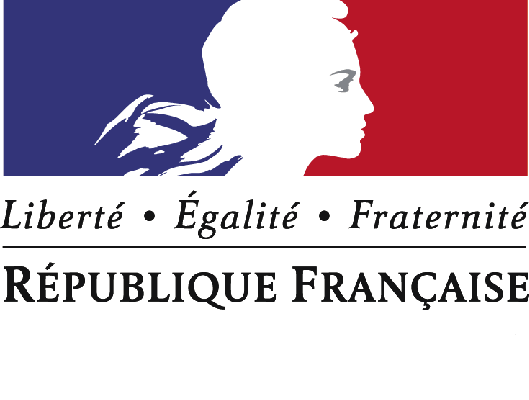 Liberté • Égalité • Fraternité
RÉPUBLIQUE FRANÇAISE